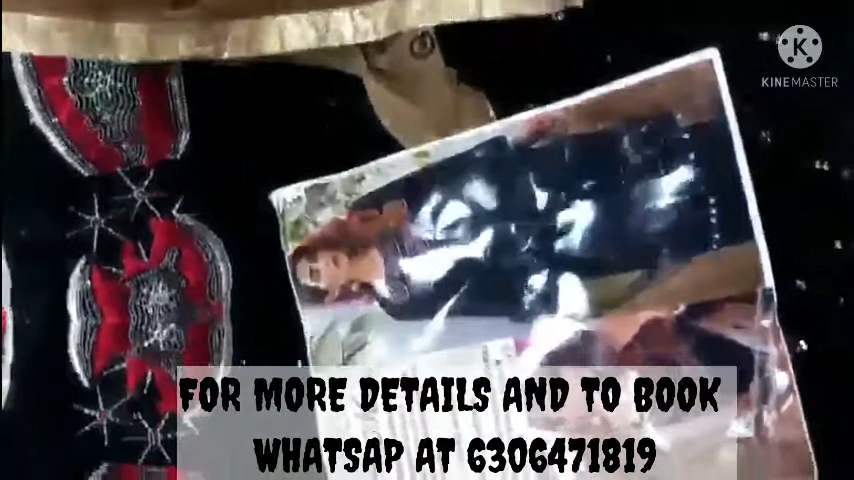 KINEMASTER
FOR MORE DETAILS AND TO BOOK
WHATSAP AT 6306471819